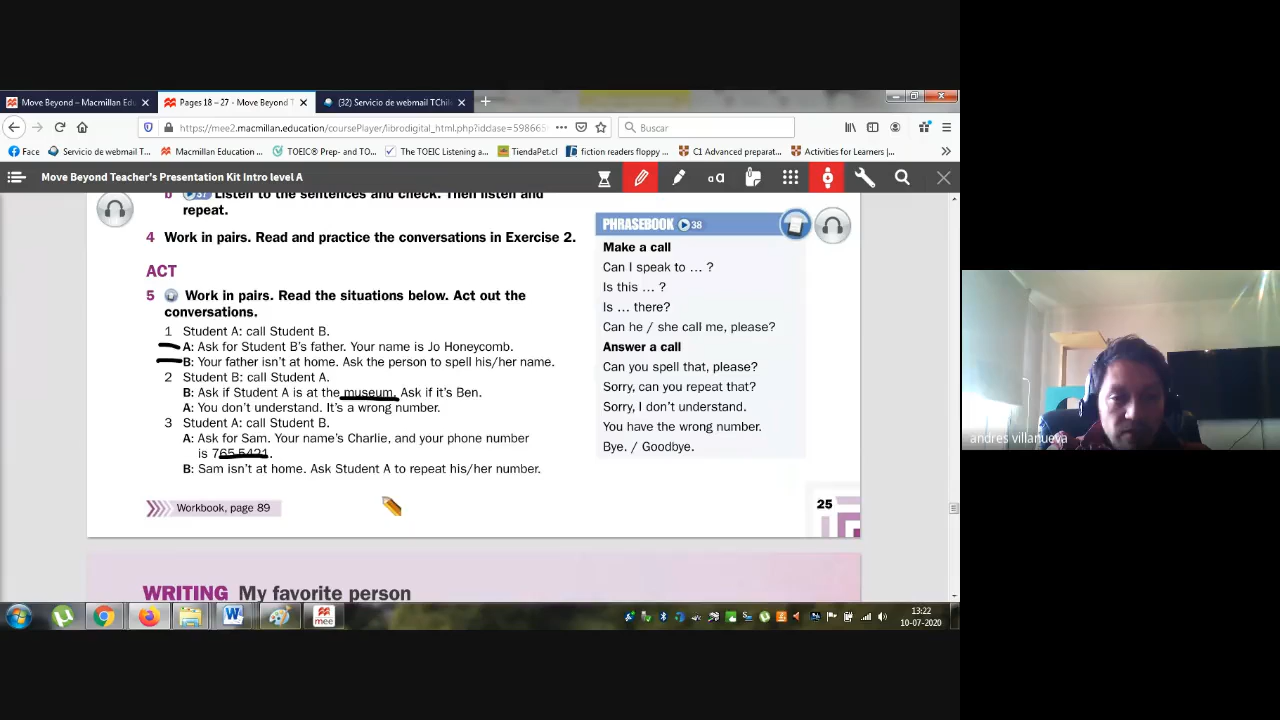 Move Beyond – Macmillan Edu
Pages 18 – 27 - Move Beyond T
(32) Servicio de webmail TChil
https://mee2.macmillan.education/coursePlayer/librodigital_html.php?idclase=598665
Buscar
Face
Servicio de webmail T...
Macmillan Education ...
TOEIC® Prep- and TO...
The TOEIC Listening a...
TiendaPet.cl
fiction readers floppy ...
C1 Advanced preparat...
Activities for Learners |...
Move Beyond Teacher's Presentation Kit Intro level A
b 37 Listen to the sentences and check. Then listen and
repeat.
4 Work in pairs. Read and practice the conversations in Exercise 2.
ACT
5 Work in pairs. Read the situations below. Act out the
conversations.
1 Student A: call Student B.
A: Ask for Student B's father. Your name is Jo Honeycomb.
B: Your father isn't at home. Ask the person to spell his/her name.
2 Student B: call Student A.
B: Ask if Student A is at the museum. Ask if it's Ben.
A: You don't understand. It's a wrong number.
3 Student A: call Student B.
A: Ask for Sam. Your name's Charlie, and your phone number
is 765 5421.
B: Sam isn't at home. Ask Student A to repeat his/her number.
Workbook, page 89
PHRASEBOOK 38
Make a call
Can I speak to ... ?
Is this ... ?
Is ... there?
Can he / she call me, please?
Answer a call
Can you spell that, please?
Sorry, can you repeat that?
Sorry, I don't understand.
You have the wrong number.
Bye. / Goodbye.
25
WRITING My favorite person
mee
13:22
10-07-2020
andres villanueva